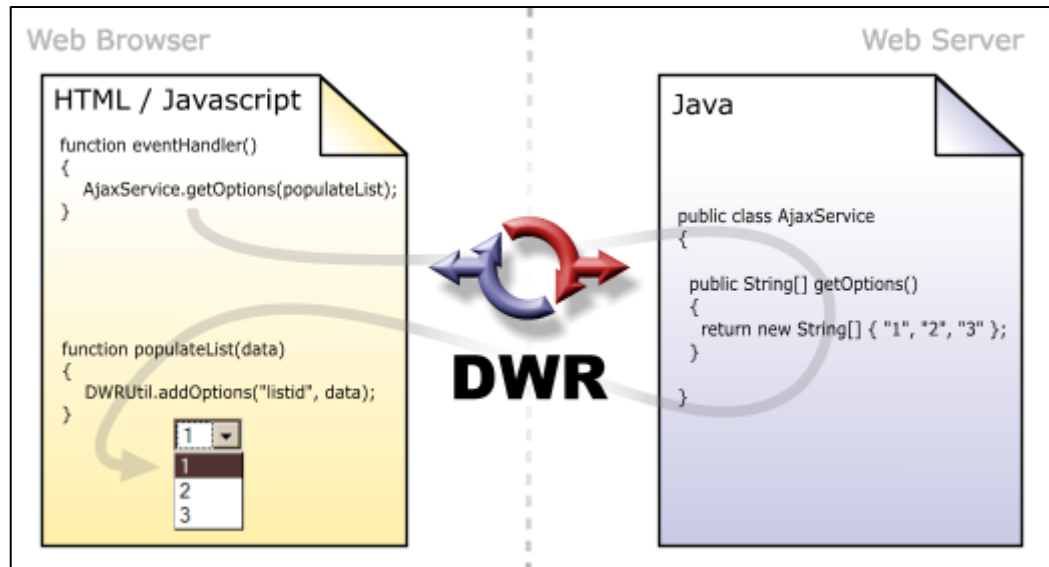 Web Browser
Web Server
HTML / Javascript
function eventHandler()
{
AjaxService.getOptions(populateList);
}
function populateList(data)
{
DWRUtil.addOptions("listid", data);
}
1
1
2
3
DWR
Java
public class AjaxService
{
public String[] getOptions()
{
return new String[] { "1", "2", "3" };
}
}